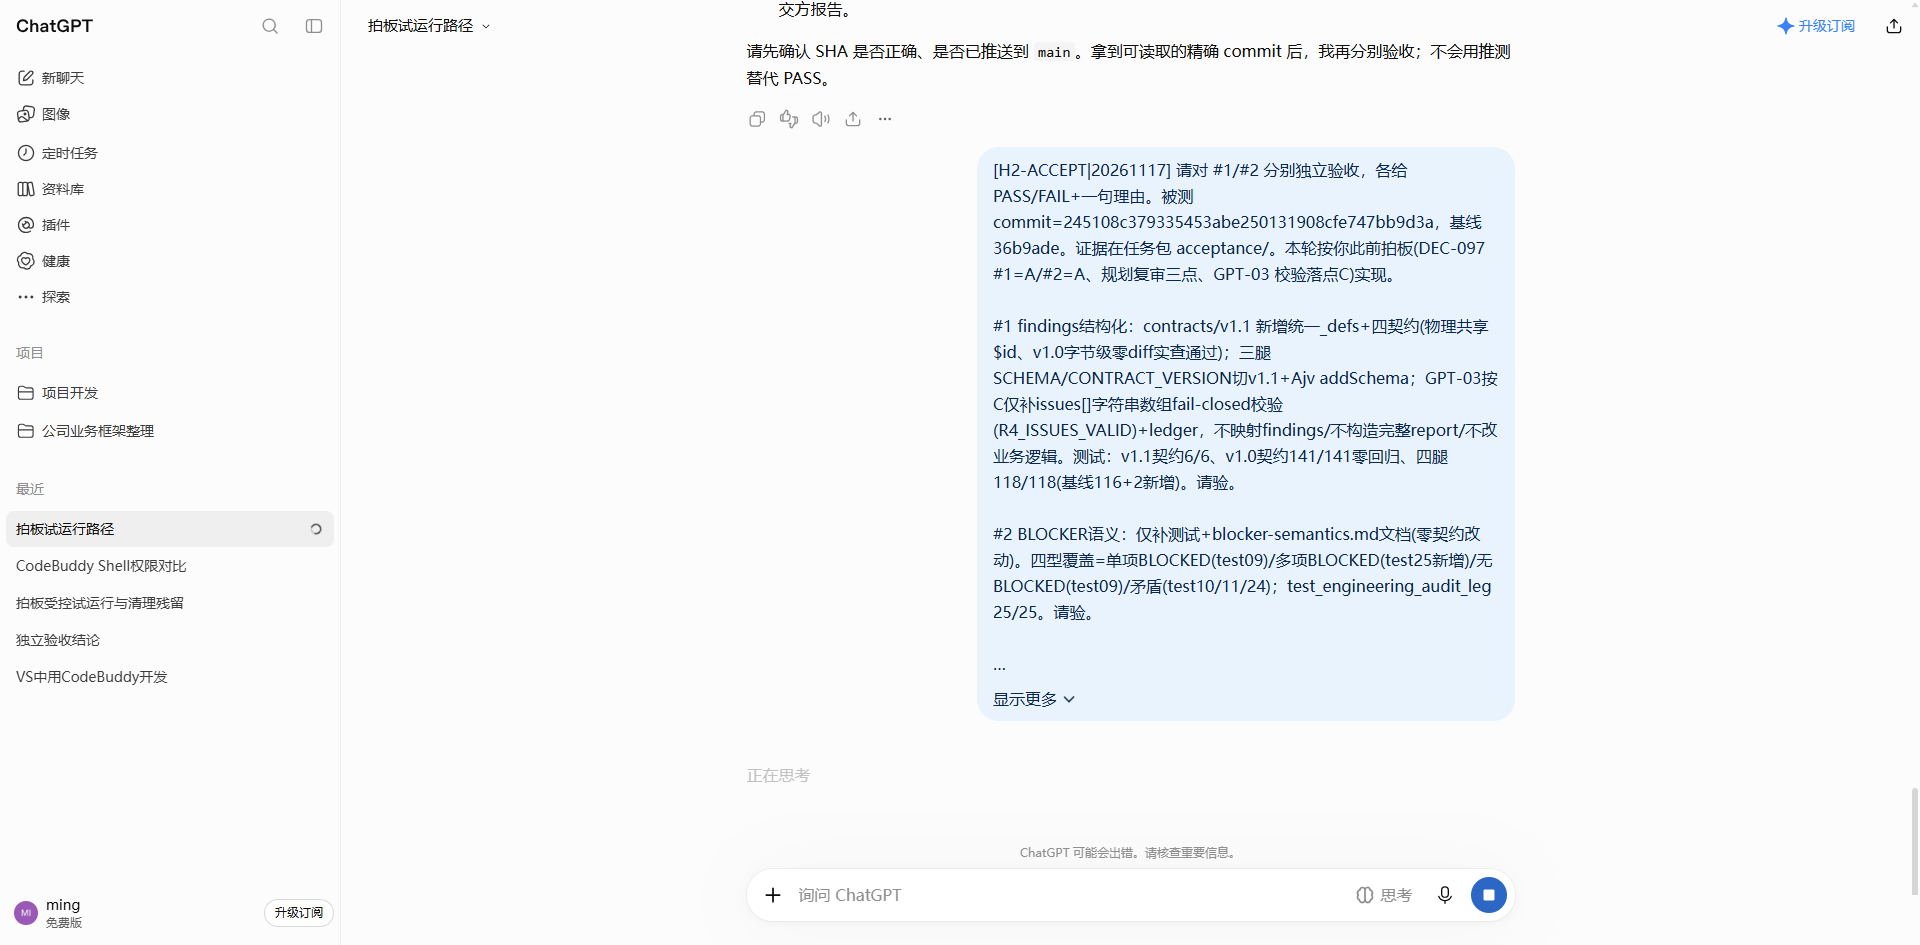 ChatGPT
新聊天
图像
定时任务
资料库
插件
健康
探索
项目
项目开发
公司业务框架整理
最近
拍板试运行路径
CodeBuddy Shell权限对比
拍板受控试运行与清理残留
独立验收结论
VS中用CodeBuddy开发
MI
ming
免费版
升级订阅
拍板试运行路径
升级订阅
交方报告。
请先确认 SHA 是否正确、是否已推送到 main。拿到可读取的精确 commit 后，我再分别验收；不会用推测
替代 PASS。
[H2-ACCEPT|20261117] 请对 #1/#2 分别独立验收，各给
PASS/FAIL+一句理由。被测
commit=245108c379335453abe250131908cfe747bb9d3a，基线
36b9ade。证据在任务包 acceptance/。本轮按你此前拍板(DEC-097
#1=A/#2=A、规划复审三点、GPT-03 校验落点C)实现。
#1 findings结构化：contracts/v1.1 新增统一_defs+四契约(物理共享
$id、v1.0字节级零diff实查通过)；三腿
SCHEMA/CONTRACT_VERSION切v1.1+Ajv addSchema；GPT-03按
C仅补issues[]字符串数组fail-closed校验
(R4_ISSUES_VALID)+ledger，不映射findings/不构造完整report/不改
业务逻辑。测试：v1.1契约6/6、v1.0契约141/141零回归、四腿
118/118(基线116+2新增)。请验。
#2 BLOCKER语义：仅补测试+blocker-semantics.md文档(零契约改
动)。四型覆盖=单项BLOCKED(test09)/多项BLOCKED(test25新增)/无
BLOCKED(test09)/矛盾(test10/11/24)；test_engineering_audit_leg
25/25。请验。
...
显示更多
正在思考
ChatGPT 可能会出错。请核查重要信息。
询问 ChatGPT
思考